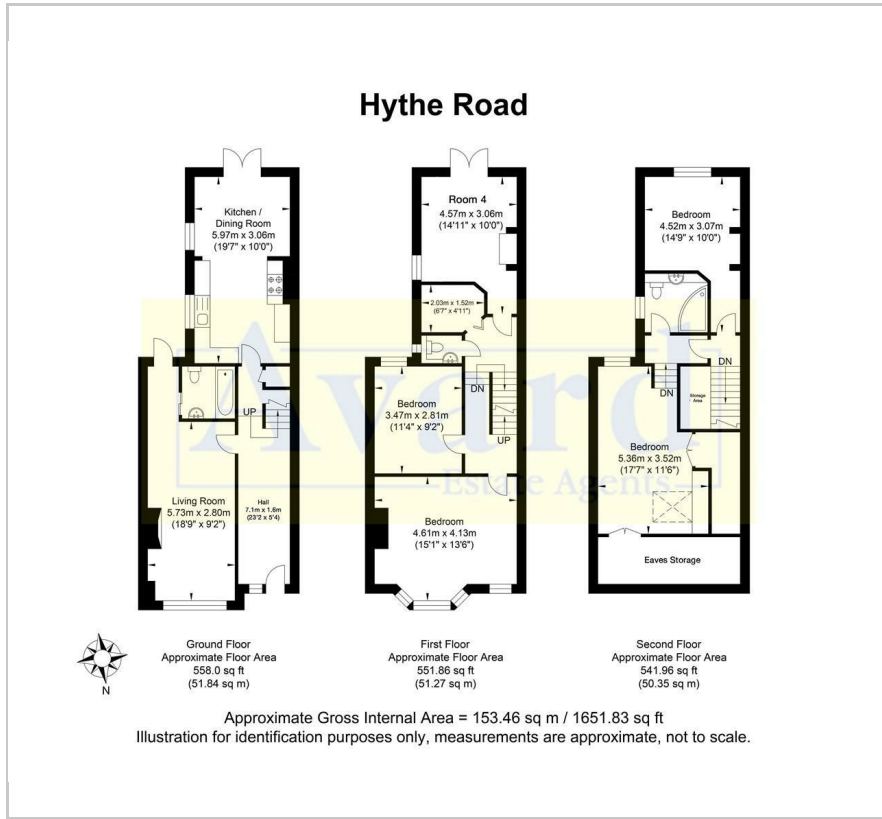 Hythe Road
Kitchen /
Dining Room
5.97m x 3.06m
(19'7" x 10'0")
UP
Living Room
5.73m x 2.80m
(18'9" x 9'2")
Hall
7.1m x 1.6m
(23'2 x 5'4)
Room 4
4.57m x 3.06m
(14'11" x 10'0")
2.03m x 1.52m
(6'7" x 4'11")
Bedroom
3.47m x 2.81m
(11'4" x 9'2")
DN
UP
Bedroom
4.61m x 4.13m
(15'1" x 13'6")
Bedroom
4.52m x 3.07m
(14'9" x 10'0")
DN
DN
Storage
Area
Bedroom
5.36m x 3.52m
(17'7" x 11'6")
Eaves Storage
Avard
Estate Agents
N
Ground Floor
Approximate Floor Area
558.0 sq ft
(51.84 sq m)
First Floor
Approximate Floor Area
551.86 sq ft
(51.27 sq m)
Second Floor
Approximate Floor Area
541.96 sq ft
(50.35 sq m)
Approximate Gross Internal Area = 153.46 sq m / 1651.83 sq ft
Illustration for identification purposes only, measurements are approximate, not to scale.